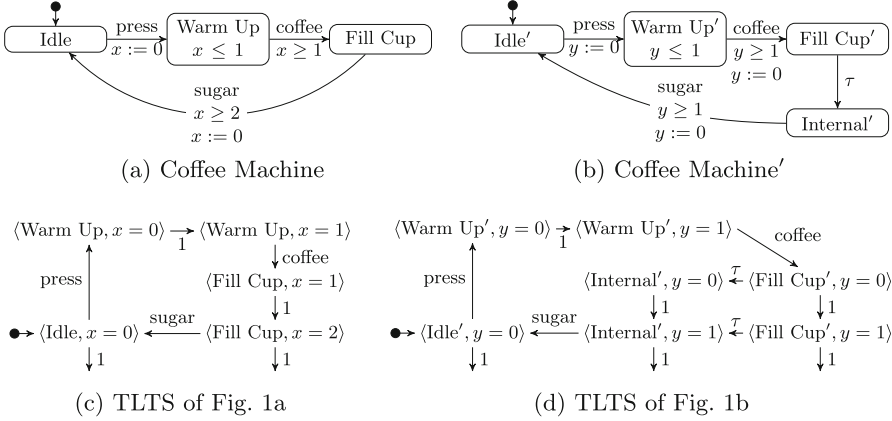 Idle
press
x := 0
Warm Up
x ≤ 1
coffee
x ≥ 1
Fill Cup
sugar
x ≥ 2
x := 0
(a) Coffee Machine
Idle′
press
y := 0
Warm Up′
y ≤ 1
coffee
y ≥ 1
y := 0
Fill Cup′
τ
Internal′
sugar
y ≥ 1
y := 0
(b) Coffee Machine′
⟨Warm Up, x = 0⟩
1
⟨Warm Up, x = 1⟩
coffee
press
⟨Fill Cup, x = 1⟩
1
⟨Idle, x = 0⟩
sugar
⟨Fill Cup, x = 2⟩
1
1
(c) TLTS of Fig. 1a
⟨Warm Up′, y = 0⟩
1
⟨Warm Up′, y = 1⟩
coffee
press
⟨Internal′, y = 0⟩
τ
⟨Fill Cup′, y = 0⟩
1
1
⟨Idle′, y = 0⟩
sugar
⟨Internal′, y = 1⟩
τ
⟨Fill Cup′, y = 1⟩
1
1
1
(d) TLTS of Fig. 1b